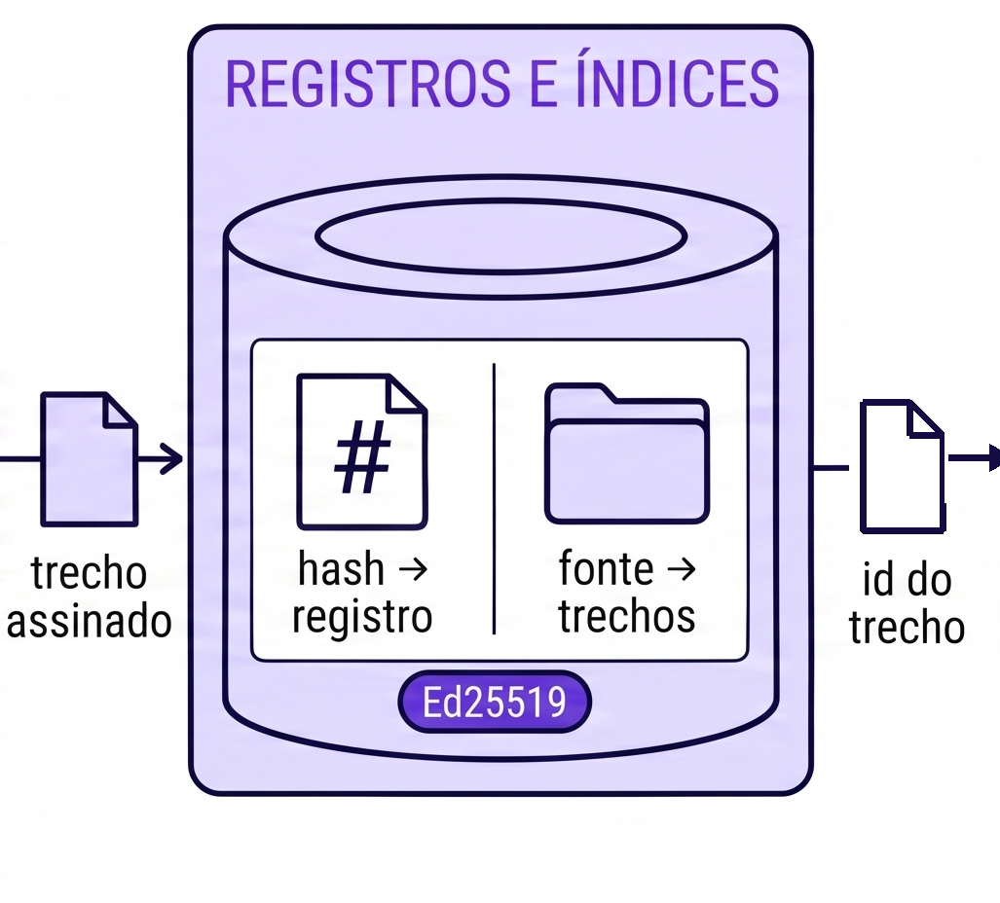 REGISTROS E ÍNDICES
trecho
assinado
#
hash →
registro
fonte →
trechos
Ed25519
id do
trecho